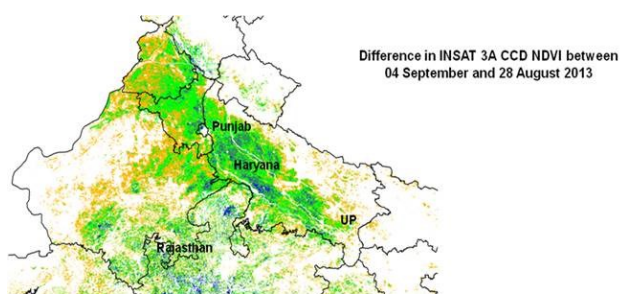 Difference in INSAT 3A CCD NDVI between
04 September and 28 August 2013
Punjab
Haryana
UP
Rajasthan